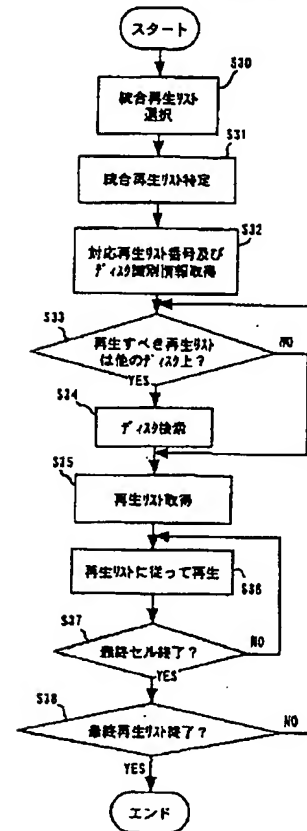 スタート
S30
統合再生リスト
選択
S31
統合再生リスト特定
S32
対応再生リスト番号及び
ディスク識別情報取得
S33
再生すべき再生リスト
は他のディスク上?
NO
YES
S34
ディスク検索
S35
再生リスト取得
再生リストに従って再生
S36
S37
最終セル終了?
NO
YES
S38
最終再生リスト終了?
NO
YES
エンド